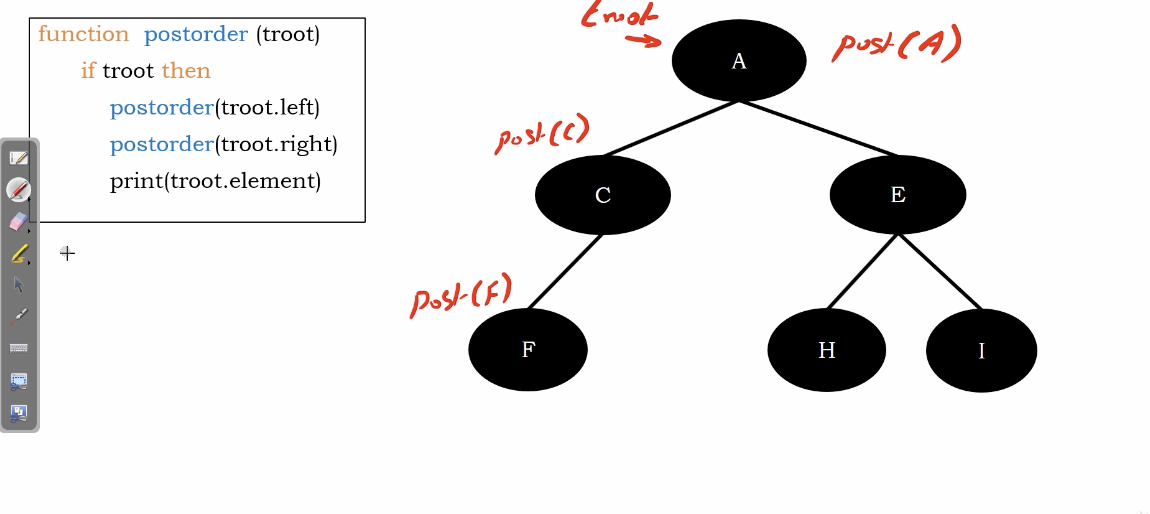 function postorder (troot)
if troot then
postorder(troot.left)
postorder(troot.right)
print(troot.element)
troot
post(A)
A
post(C)
C
E
post(F)
F
H
I